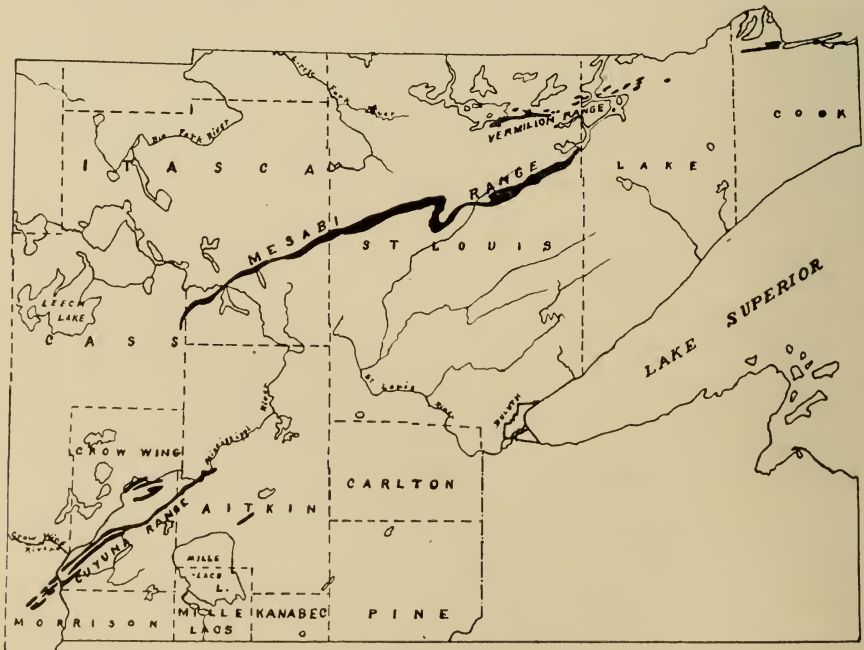 Little Fork River
Big Fork River
VERMILION RANGE
COOK
ITASCA
RANGE
LAKE
MESABI
ST LOUIS
LEECH
LAKE
LAKE SUPERIOR
CASS
St Louis River
DULUTH
Mississippi River
CROW WING
CARLTON
CUYUNA RANGE
AITKIN
Crow Wing
River
MILLE
LACS
L.
MORRISON
MILLE
LACS
KANABEC
PINE